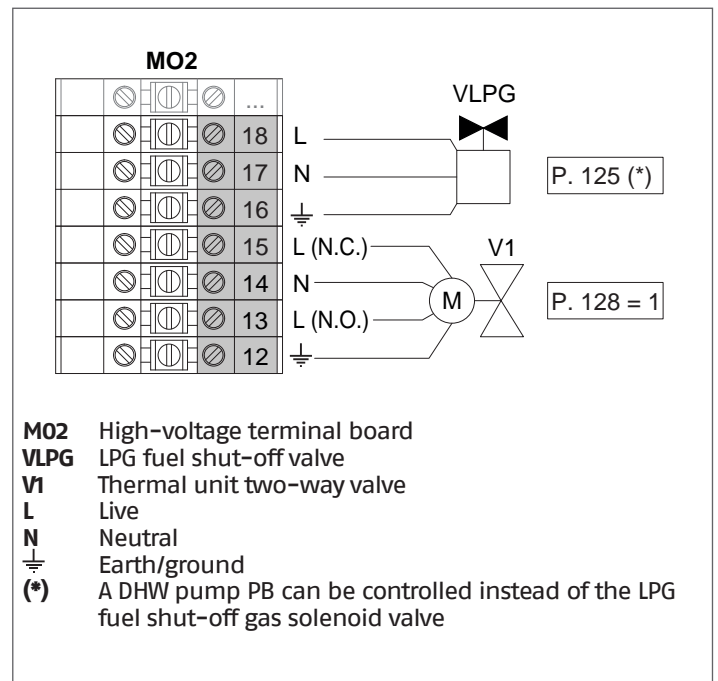 MO2
VLPG
...
18 L
17 N
P. 125 (*)
16
15 L (N.C.)
V1
14 N
M
P. 128 = 1
13 L (N.O.)
12
MO2 High-voltage terminal board
VLPG LPG fuel shut-off valve
V1 Thermal unit two-way valve
L Live
N Neutral
Earth/ground
(*) A DHW pump PB can be controlled instead of the LPG
fuel shut-off gas solenoid valve